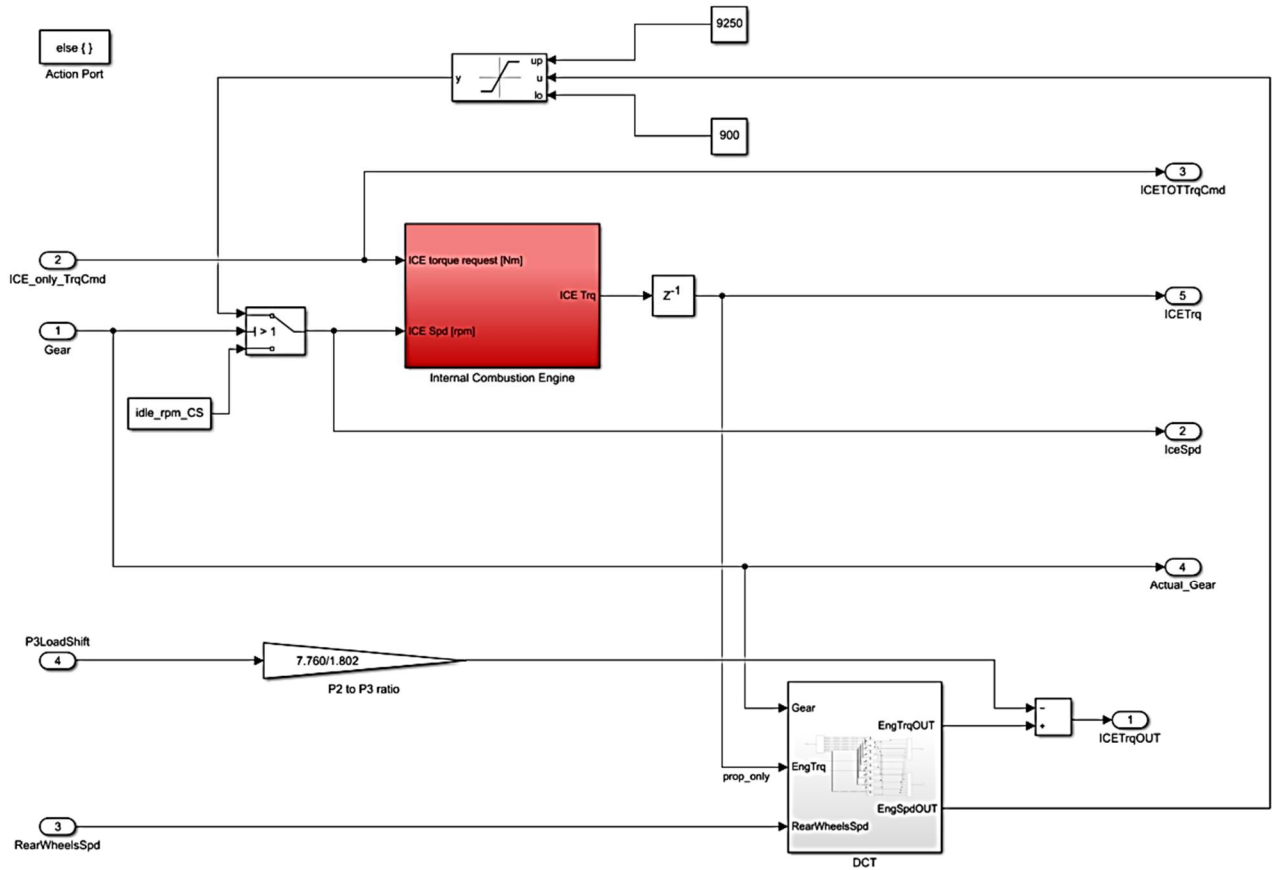 9250
else { }
Action Port
up
y
u
lo
900
3
ICETOTTrqCmd
2
ICE_only_TrqCmd
ICE torque request [Nm]
ICE Trq
z-1
5
ICETrq
1
Gear
> 1
ICE Spd [rpm]
Internal Combustion Engine
idle_rpm_CS
2
IceSpd
4
Actual_Gear
P3LoadShift
4
7.760/1.802
P2 to P3 ratio
Gear
EngTrqOUT
-
+
1
ICETrqOUT
prop_only
EngTrq
EngSpdOUT
3
RearWheelsSpd
RearWheelsSpd
DCT